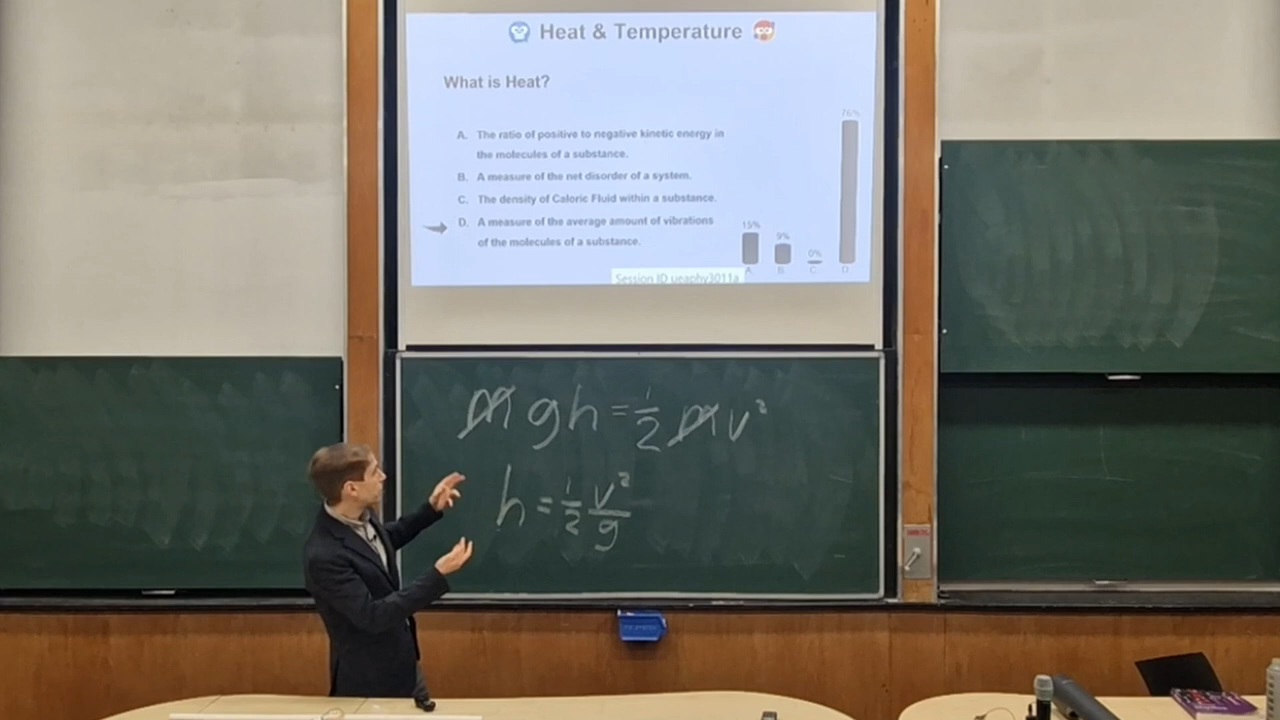 Heat & Temperature
What is Heat?
A. The ratio of positive to negative kinetic energy in
the molecules of a substance.
B. A measure of the net disorder of a system.
C. The density of Caloric Fluid within a substance.
D. A measure of the average amount of vibrations
of the molecules of a substance.
15% 9% 0% 76%
A. B. C. D.
Session ID ueaphy3011a
m g h = 1/2 m v²
h = 1/2 v²/g